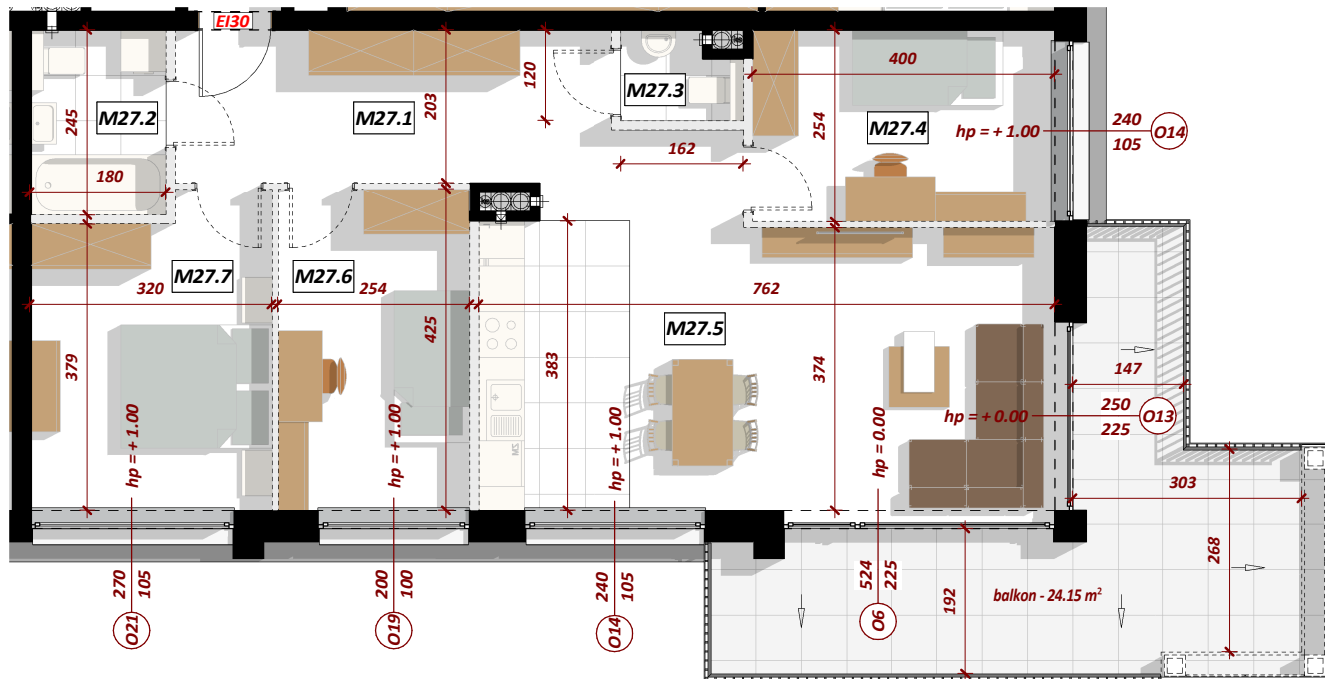 EI30
245
M27.2
180
M27.1
203
120
M27.3
162
400
254
M27.4
hp = + 1.00
240
105
O14
M27.7
320
M27.6
254
762
M27.5
379
425
383
374
147
hp = + 0.00
250
225
O13
303
268
hp = + 1.00
hp = + 1.00
hp = + 1.00
hp = 0.00
MZ
270
105
O21
200
100
O19
240
105
O14
524
225
O6
192
balkon - 24.15 m²